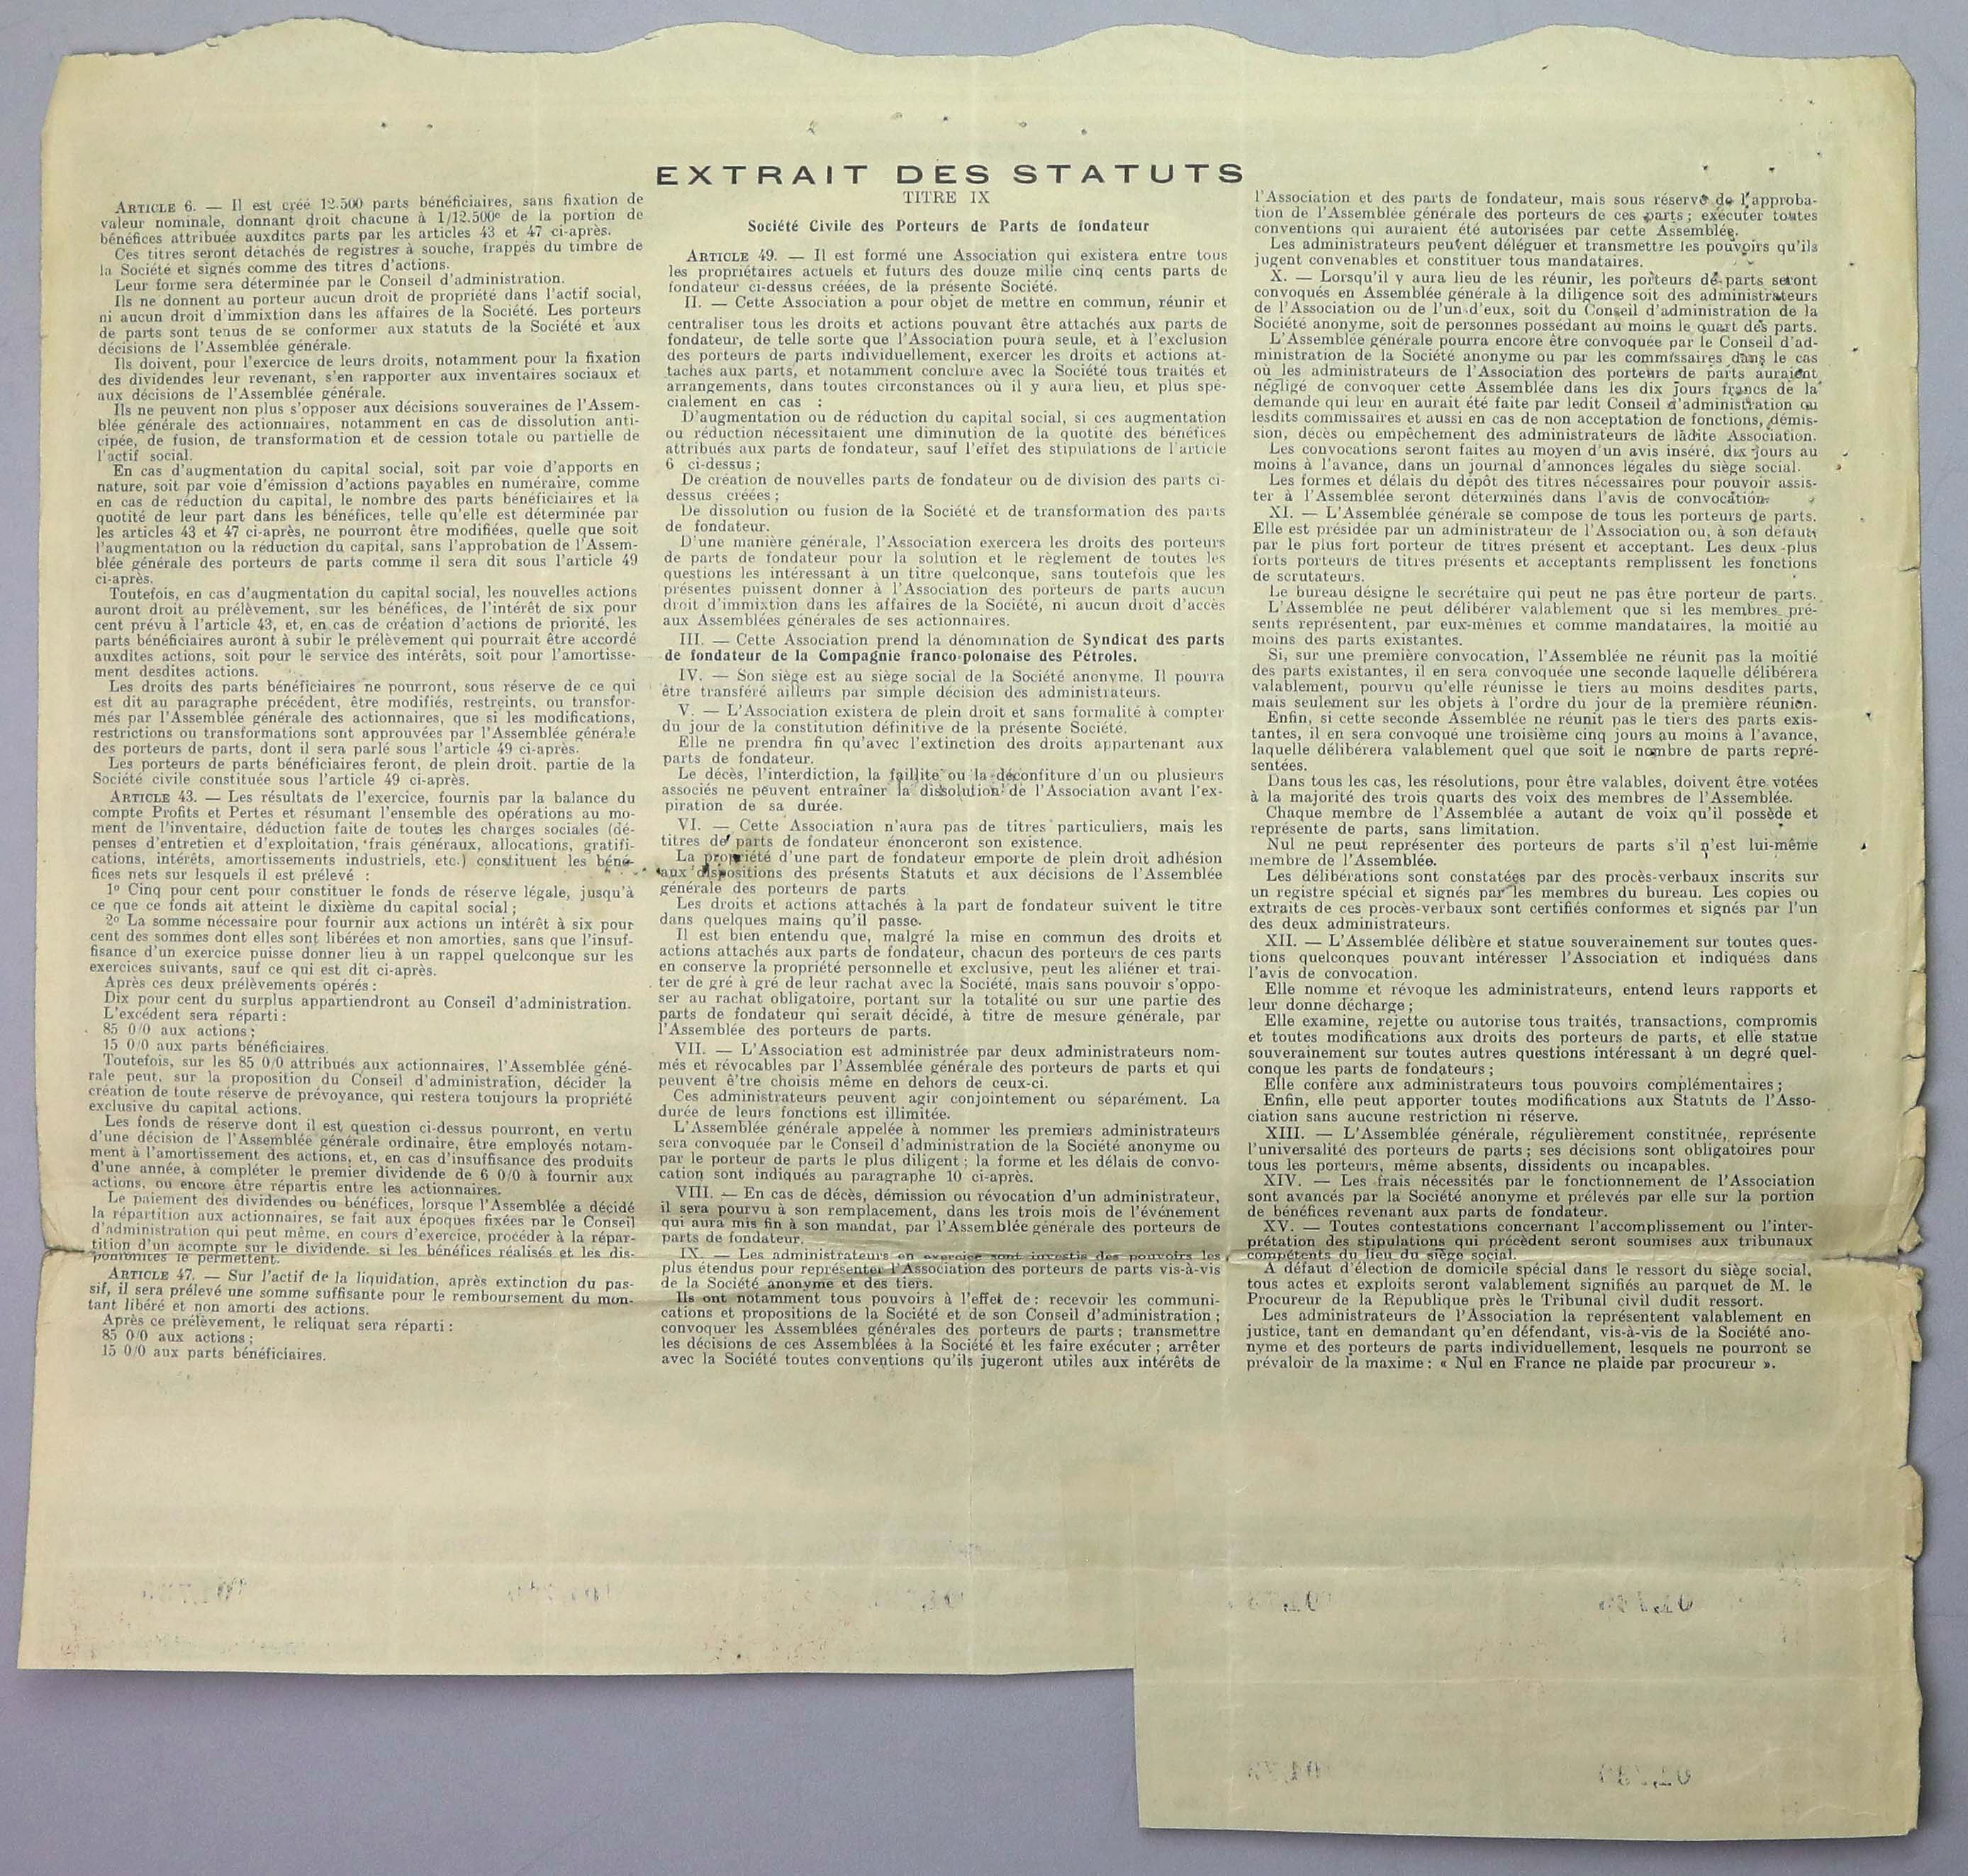 EXTRAIT DES STATUTS
ARTICLE 6. — Il est créé 12.500 parts bénéficiaires, sans fixation de
valeur nominale, donnant droit chacune à 1/12.500e de la portion de
bénéfices attribuée auxdites parts par les articles 43 et 47 ci-après.
Ces titres seront détachés de registres à souche, frappés du timbre de
la Société et signés comme des titres d'actions.
Leur forme sera déterminée par le Conseil d'administration.
Ils ne donnent au porteur aucun droit de propriété dans l'actif social,
ni aucun droit d'immixtion dans les affaires de la Société. Les porteurs
de parts sont tenus de se conformer aux statuts de la Société et aux
décisions de l'Assemblée générale.
Ils doivent, pour l'exercice de leurs droits, notamment pour la fixation
des dividendes leur revenant, s'en rapporter aux inventaires sociaux et
aux décisions de l'Assemblée générale.
Ils ne peuvent non plus s'opposer aux décisions souveraines de l'Assem-
blée générale des actionnaires, notamment en cas de dissolution anti-
cipée, de fusion, de transformation et de cession totale ou partielle de
l'actif social.
En cas d'augmentation du capital social, soit par voie d'apports en
nature, soit par voie d'émission d'actions payables en numéraire, comme
en cas de réduction du capital, le nombre des parts bénéficiaires et la
quotité de leur part dans les bénéfices, telle qu'elle est déterminée par
les articles 43 et 47 ci-après, ne pourront être modifiées, quelle que soit
l'augmentation ou la réduction du capital, sans l'approbation de l'Assem-
blée générale des porteurs de parts comme il sera dit sous l'article 49
ci-après.
Toutefois, en cas d'augmentation du capital social, les nouvelles actions
auront droit au prélèvement, sur les bénéfices, de l'intérêt de six pour
cent prévu à l'article 43, et, en cas de création d'actions de priorité, les
parts bénéficiaires auront à subir le prélèvement qui pourrait être accordé
auxdites actions, soit pour le service des intérêts, soit pour l'amortisse-
ment desdites actions.
Les droits des parts bénéficiaires ne pourront, sous réserve de ce qui
est dit au paragraphe précédent, être modifiés, restreints, ou transfor-
més par l'Assemblée générale des actionnaires, que si les modifications,
restrictions ou transformations sont approuvées par l'Assemblée générale
des porteurs de parts, dont il sera parlé sous l'article 49 ci-après.
Les porteurs de parts bénéficiaires feront, de plein droit. partie de la
Société civile constituée sous l'article 49 ci-après.
ARTICLE 43. — Les résultats de l'exercice, fournis par la balance du
compte Profits et Pertes et résumant l'ensemble des opérations au mo-
ment de l'inventaire, déduction faite de toutes les charges sociales (dé-
penses d'entretien et d'exploitation, frais généraux, allocations, gratifi-
cations, intérêts, amortissements industriels, etc.) constituent les béné-
fices nets sur lesquels il est prélevé :
1o Cinq pour cent pour constituer le fonds de réserve légale, jusqu'à
ce que ce fonds ait atteint le dixième du capital social ;
2o La somme nécessaire pour fournir aux actions un intérêt à six pour
cent des sommes dont elles sont libérées et non amorties, sans que l'insuf-
fisance d'un exercice puisse donner lieu à un rappel quelconque sur les
exercices suivants, sauf ce qui est dit ci-après.
Après ces deux prélèvements opérés :
Dix pour cent du surplus appartiendront au Conseil d'administration.
L'excédent sera réparti :
85 0/0 aux actions ;
15 0/0 aux parts bénéficiaires.
Toutefois, sur les 85 0/0 attribués aux actionnaires, l'Assemblée géné-
rale peut, sur la proposition du Conseil d'administration, décider la
création de toute réserve de prévoyance, qui restera toujours la propriété
exclusive du capital actions.
Les fonds de réserve dont il est question ci-dessus pourront, en vertu
d'une décision de l'Assemblée générale ordinaire, être employés notam-
ment à l'amortissement des actions, et, en cas d'insuffisance des produits
d'une année, à compléter le premier dividende de 6 0/0 à fournir aux
actions, ou encore être répartis entre les actionnaires.
Le paiement des dividendes ou bénéfices, lorsque l'Assemblée a décidé
la répartition aux actionnaires, se fait aux époques fixées par le Conseil
d'administration qui peut même, en cours d'exercice, procéder à la répar-
tition d'un acompte sur le dividende. si les bénéfices réalisés et les dis-
ponibilités le permettent.
ARTICLE 47. — Sur l'actif de la liquidation, après extinction du pas-
sif, il sera prélevé une somme suffisante pour le remboursement du mon-
tant libéré et non amorti des actions.
Après ce prélèvement, le reliquat sera réparti :
85 0/0 aux actions ;
15 0/0 aux parts bénéficiaires.
TITRE IX
Société Civile des Porteurs de Parts de fondateur
ARTICLE 49. — Il est formé une Association qui existera entre tous
les propriétaires actuels et futurs des douze mille cinq cents parts de
fondateur ci-dessus créées, de la présente Société.
II. — Cette Association a pour objet de mettre en commun, réunir et
centraliser tous les droits et actions pouvant être attachés aux parts de
fondateur, de telle sorte que l'Association poura seule, et à l'exclusion
des porteurs de parts individuellement, exercer les droits et actions at-
tachés aux parts, et notamment conclure avec la Société tous traités et
arrangements, dans toutes circonstances où il y aura lieu, et plus spé-
cialement en cas :
D'augmentation ou de réduction du capital social, si ces augmentation
ou réduction nécessitaient une diminution de la quotité des bénéfices
attribués aux parts de fondateur, sauf l'effet des stipulations de l'article
6 ci-dessus ;
De création de nouvelles parts de fondateur ou de division des parts ci-
dessus créées ;
De dissolution ou fusion de la Société et de transformation des parts
de fondateur.
D'une manière générale, l'Association exercera les droits des porteurs
de parts de fondateur pour la solution et le règlement de toutes les
questions les intéressant à un titre quelconque, sans toutefois que les
présentes puissent donner à l'Association des porteurs de parts aucun
droit d'immixtion dans les affaires de la Société, ni aucun droit d'accès
aux Assemblées générales de ses actionnaires.
III. — Cette Association prend la dénomination de Syndicat des parts
de fondateur de la Compagnie franco-polonaise des Pétroles.
IV. — Son siège est au siège social de la Société anonyme. Il pourra
être transféré ailleurs par simple décision des administrateurs.
V. — L'Association existera de plein droit et sans formalité à compter
du jour de la constitution définitive de la présente Société.
Elle ne prendra fin qu'avec l'extinction des droits appartenant aux
parts de fondateur.
Le décès, l'interdiction, la faillite ou la déconfiture d'un ou plusieurs
associés ne peuvent entraîner la dissolution de l'Association avant l'ex-
piration de sa durée.
VI. — Cette Association n'aura pas de titres particuliers, mais les
titres de parts de fondateur énonceront son existence.
La propriété d'une part de fondateur emporte de plein droit adhésion
aux dispositions des présents Statuts et aux décisions de l'Assemblée
générale des porteurs de parts
Les droits et actions attachés à la part de fondateur suivent le titre
dans quelques mains qu'il passe.
Il est bien entendu que, malgré la mise en commun des droits et
actions attachés aux parts de fondateur, chacun des porteurs de ces parts
en conserve la propriété personnelle et exclusive, peut les aliéner et trai-
ter de gré à gré de leur rachat avec la Société, mais sans pouvoir s'oppo-
ser au rachat obligatoire, portant sur la totalité ou sur une partie des
parts de fondateur qui serait décidé, à titre de mesure générale, par
l'Assemblée des porteurs de parts.
VII. — L'Association est administrée par deux administrateurs nom-
més et révocables par l'Assemblée générale des porteurs de parts et qui
peuvent ê'tre choisis même en dehors de ceux-ci.
Ces administrateurs peuvent agir conjointement ou séparément. La
durée de leurs fonctions est illimitée.
L'Assemblée générale appelée à nommer les premiers administrateurs
sera convoquée par le Conseil d'administration de la Société anonyme ou
par le porteur de parts le plus diligent ; la forme et les délais de convo-
cation sont indiqués au paragraphe 10 ci-après.
VIII. — En cas de décès, démission ou révocation d'un administrateur,
il sera pourvu à son remplacement, dans les trois mois de l'événement
qui aura mis fin à son mandat, par l'Assemblée générale des porteurs de
parts de fondateur.
IX. — Les administrateurs en exercice sont investis des pouvoirs les
plus étendus pour représenter l'Association des porteurs de parts vis-à-vis
de la Société anonyme et des tiers.
Ils ont notamment tous pouvoirs à l'effet de : recevoir les communi-
cations et propositions de la Société et de son Conseil d'administration ;
convoquer les Assemblées générales des porteurs de parts ; transmettre
les décisions de ces Assemblées à la Société et les faire exécuter ; arrêter
avec la Société toutes conventions qu'ils jugeront utiles aux intérêts de
l'Association et des parts de fondateur, mais sous réserve de l'approba-
tion de l'Assemblée générale des porteurs de ces parts ; exécuter toutes
conventions qui auraient été autorisées par cette Assemblée.
Les administrateurs peuvent déléguer et transmettre les pouvoirs qu'ils
jugent convenables et constituer tous mandataires.
X. — Lorsqu'il y aura lieu de les réunir, les porteurs de parts seront
convoqués en Assemblée générale à la diligence soit des administrateurs
de l'Association ou de l'un d'eux, soit du Conseil d'administration de la
Société anonyme, soit de personnes possédant au moins le quart des parts.
L'Assemblée générale pourra encore être convoquée par le Conseil d'ad-
ministration de la Société anonyme ou par les commissaires dans le cas
où les administrateurs de l'Association des porteurs de parts auraient
négligé de convoquer cette Assemblée dans les dix jours francs de la
demande qui leur en aurait été faite par ledit Conseil d'administration ou
lesdits commissaires et aussi en cas de non acceptation de fonctions, démis-
sion, décès ou empêchement des administrateurs de ladite Association.
Les convocations seront faites au moyen d'un avis inséré, dix jours au
moins à l'avance, dans un journal d'annonces légales du siège social.
Les formes et délais du dépôt des titres nécessaires pour pouvoir assis-
ter à l'Assemblée seront déterminés dans l'avis de convocation.
XI. — L'Assemblée générale se compose de tous les porteurs de parts.
Elle est présidée par un administrateur de l'Association ou, à son défaut,
par le plus fort porteur de titres présent et acceptant. Les deux plus
forts porteurs de titres présents et acceptants remplissent les fonctions
de scrutateurs.
Le bureau désigne le secrétaire qui peut ne pas être porteur de parts.
L'Assemblée ne peut délibérer valablement que si les membres pré-
sents représentent, par eux-mêmes et comme mandataires, la moitié au
moins des parts existantes.
Si, sur une première convocation, l'Assemblée ne réunit pas la moitié
des parts existantes, il en sera convoquée une seconde laquelle délibérera
valablement, pourvu qu'elle réunisse le tiers au moins desdites parts,
mais seulement sur les objets à l'ordre du jour de la première réunion.
Enfin, si cette seconde Assemblée ne réunit pas le tiers des parts exis-
tantes, il en sera convoqué une troisième cinq jours au moins à l'avance,
laquelle délibérera valablement quel que soit le nombre de parts repré-
sentées.
Dans tous les cas, les résolutions, pour être valables, doivent être votées
à la majorité des trois quarts des voix des membres de l'Assemblée.
Chaque membre de l'Assemblée a autant de voix qu'il possède et
représente de parts, sans limitation.
Nul ne peut représenter des porteurs de parts s'il n'est lui-même
membre de l'Assemblée.
Les délibérations sont constatées par des procès-verbaux inscrits sur
un registre spécial et signés par les membres du bureau. Les copies ou
extraits de ces procès-verbaux sont certifiés conformes et signés par l'un
des deux administrateurs.
XII. — L'Assemblée délibère et statue souverainement sur toutes ques-
tions quelconques pouvant intéresser l'Association et indiquées dans
l'avis de convocation.
Elle nomme et révoque les administrateurs, entend leurs rapports et
leur donne décharge ;
Elle examine, rejette ou autorise tous traités, transactions, compromis
et toutes modifications aux droits des porteurs de parts, et elle statue
souverainement sur toutes autres questions intéressant à un degré quel-
conque les parts de fondateurs ;
Elle confère aux administrateurs tous pouvoirs complémentaires ;
Enfin, elle peut apporter toutes modifications aux Statuts de l'Asso-
ciation sans aucune restriction ni réserve.
XIII. — L'Assemblée générale, régulièrement constituée, représente
l'universalité des porteurs de parts ; ses décisions sont obligatoires pour
tous les porteurs, même absents, dissidents ou incapables.
XIV. — Les frais nécessités par le fonctionnement de l'Association
sont avancés par la Société anonyme et prélevés par elle sur la portion
de bénéfices revenant aux parts de fondateur.
XV. — Toutes contestations concernant l'accomplissement ou l'inter-
prétation des stipulations qui précèdent seront soumises aux tribunaux
compétents du lieu du siège social.
A défaut d'élection de domicile spécial dans le ressort du siège social,
tous actes et exploits seront valablement signifiés au parquet de M. le
Procureur de la République près le Tribunal civil dudit ressort.
Les administrateurs de l'Association la représentent valablement en
justice, tant en demandant qu'en défendant, vis-à-vis de la Société ano-
nyme et des porteurs de parts individuellement, lesquels ne pourront se
prévaloir de la maxime : « Nul en France ne plaide par procureur ».